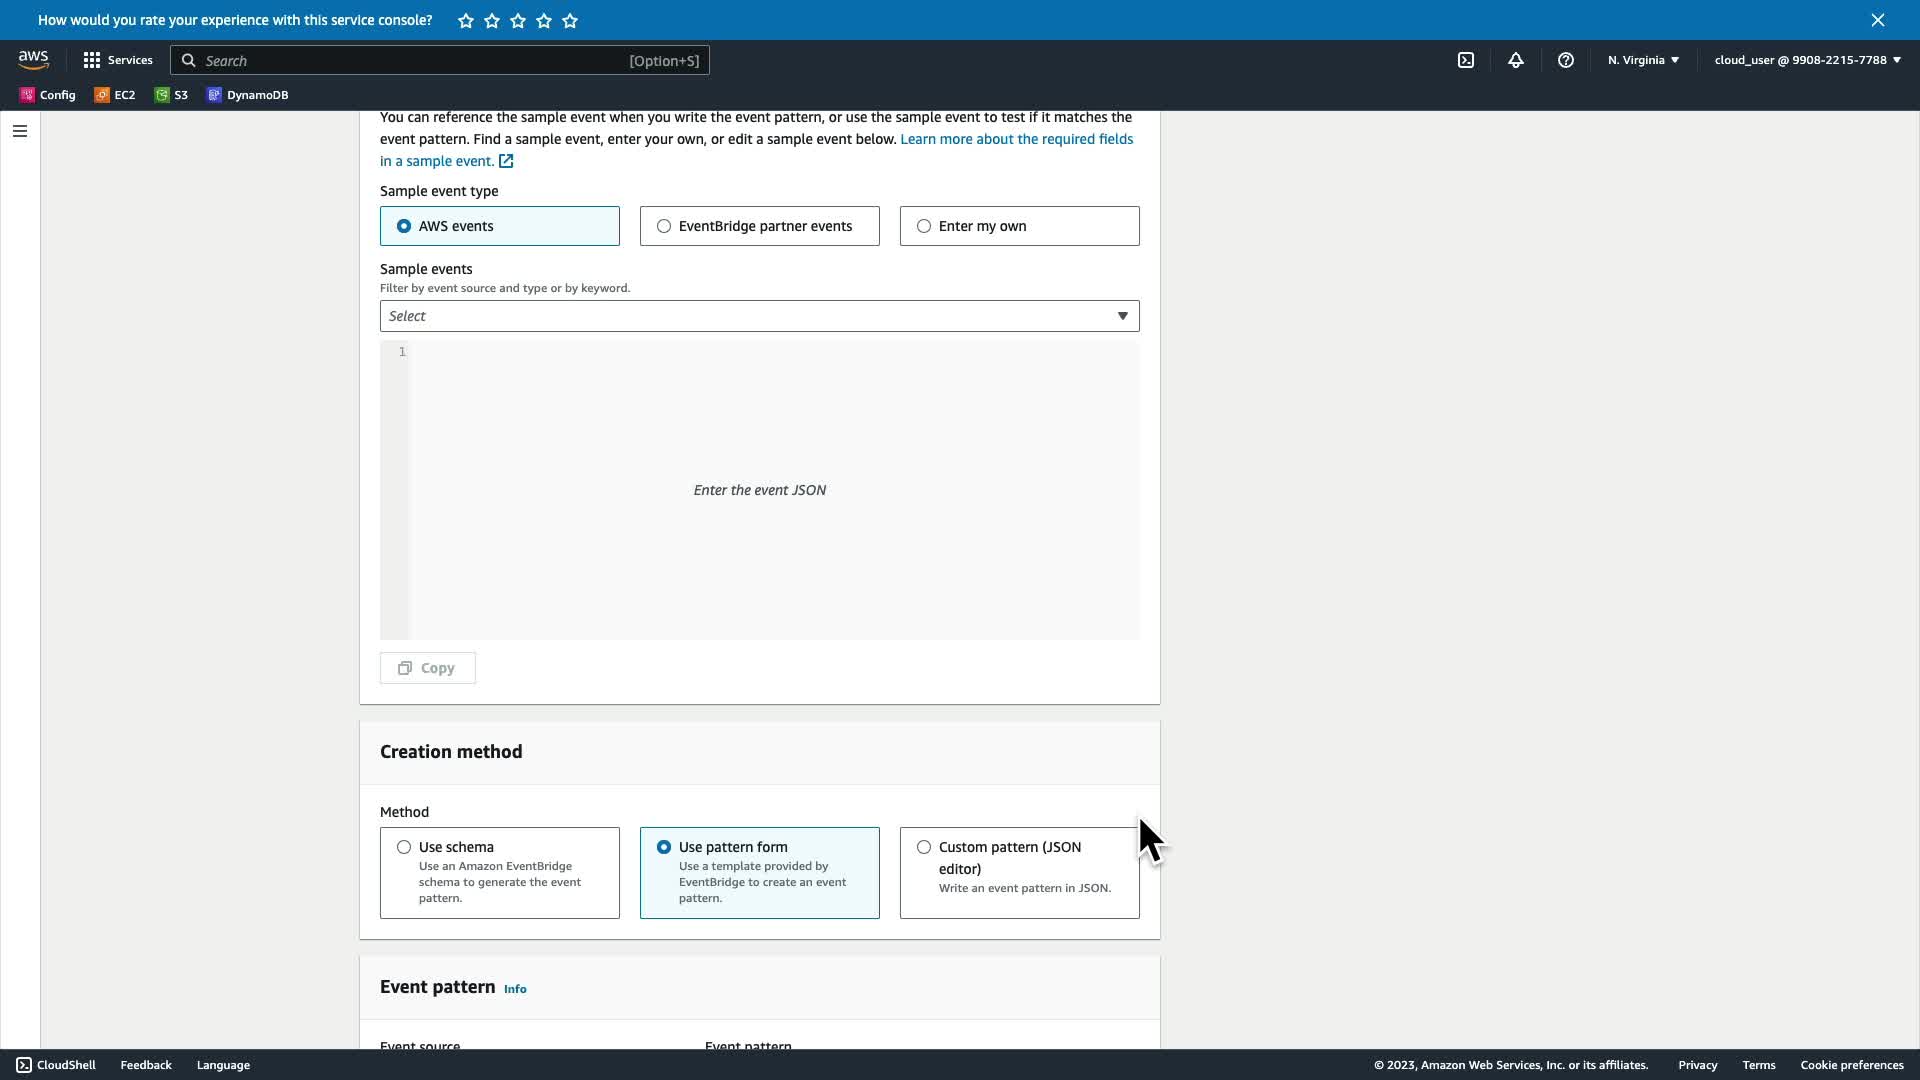 How would you rate your experience with this service console?
aws
Services
Search
[Option+S]
N. Virginia
cloud_user @ 9908-2215-7788
Config
EC2
S3
DynamoDB
You can reference the sample event when you write the event pattern, or use the sample event to test if it matches the
event pattern. Find a sample event, enter your own, or edit a sample event below. Learn more about the required fields
in a sample event.
Sample event type
AWS events
EventBridge partner events
Enter my own
Sample events
Filter by event source and type or by keyword.
Select
1
Enter the event JSON
Copy
Creation method
Method
Use schema
Use an Amazon EventBridge
schema to generate the event
pattern.
Use pattern form
Use a template provided by
EventBridge to create an event
pattern.
Custom pattern (JSON
editor)
Write an event pattern in JSON.
Event pattern Info
Event source
Event pattern
CloudShell
Feedback
Language
© 2023, Amazon Web Services, Inc. or its affiliates.
Privacy
Terms
Cookie preferences